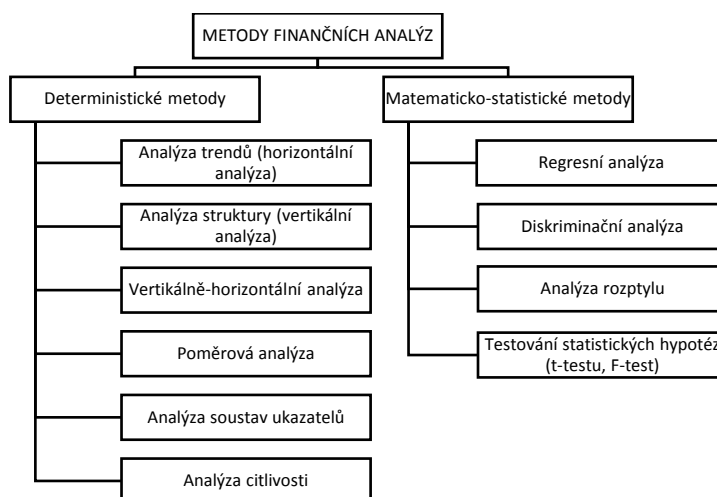 METODY FINANČNÍCH ANALÝZ
Deterministické metody
Analýza trendů (horizontální
analýza)
Analýza struktury (vertikální
analýza)
Vertikálně-horizontální analýza
Poměrová analýza
Analýza soustav ukazatelů
Analýza citlivosti
Matematicko-statistické metody
Regresní analýza
Diskriminační analýza
Analýza rozptylu
Testování statistických hypotéz
(t-testu, F-test)